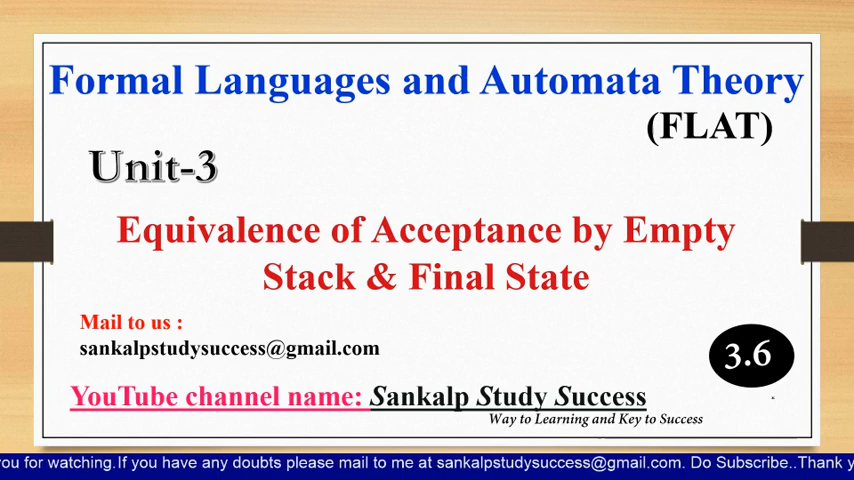 Formal Languages and Automata Theory
(FLAT)
Unit-3
Equivalence of Acceptance by Empty
Stack & Final State
Mail to us :
sankalpstudysuccess@gmail.com
3.6
YouTube channel name: Sankalp Study Success
Way to Learning and Key to Success
you for watching.If you have any doubts please mail to me at sankalpstudysuccess@gmail.com. Do Subscribe..Thank y